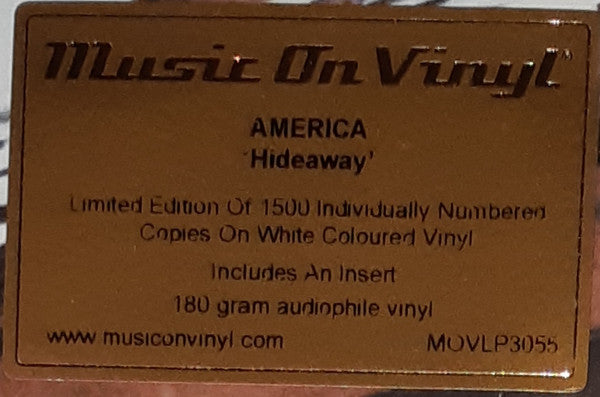 Music On Vinyl™
AMERICA
'Hideaway'
Limited Edition Of 1500 Individually Numbered
Copies On White Coloured Vinyl
Includes An Insert
180 gram audiophile vinyl
www musiconvinyl com MOVLP3055